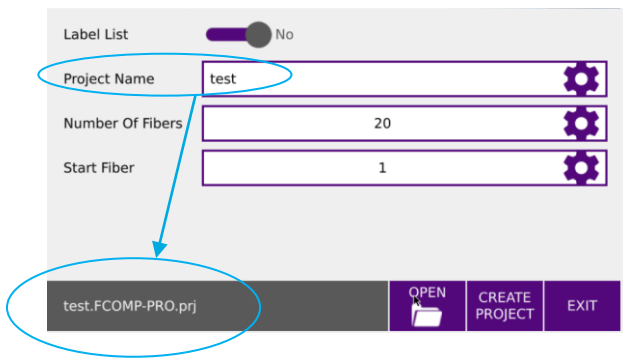 Label List No
Project Name test
Number Of Fibers 20
Start Fiber 1
test.FCOMP-PRO.prj
OPEN
CREATE
PROJECT
EXIT